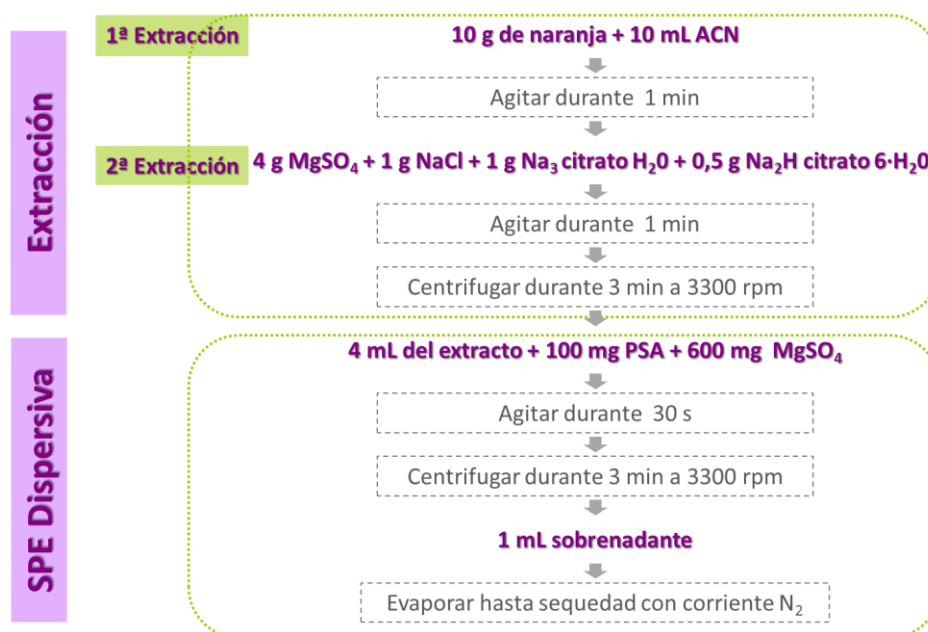 Extracción
1ª Extracción
10 g de naranja + 10 mL ACN
Agitar durante 1 min
2ª Extracción
4 g MgSO₄ + 1 g NaCl + 1 g Na₃ citrato H₂0 + 0,5 g Na₂H citrato 6·H₂0
Agitar durante 1 min
Centrifugar durante 3 min a 3300 rpm
SPE Dispersiva
4 mL del extracto + 100 mg PSA + 600 mg MgSO₄
Agitar durante 30 s
Centrifugar durante 3 min a 3300 rpm
1 mL sobrenadante
Evaporar hasta sequedad con corriente N₂